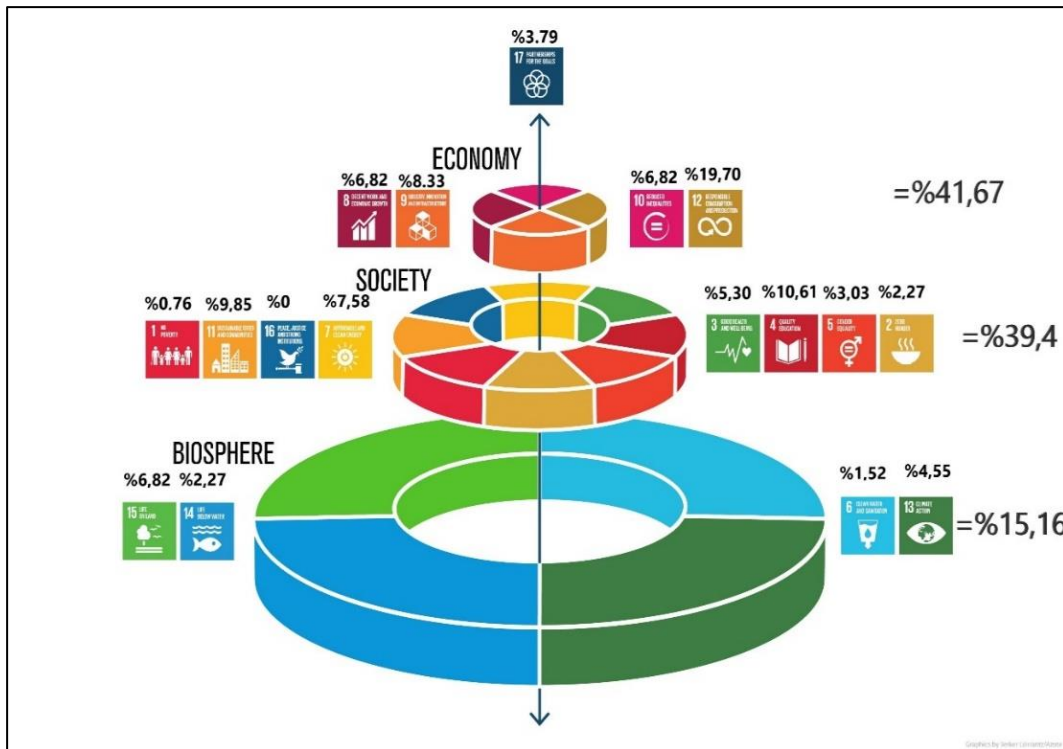 %3.79
17 PARTNERSHIPS
FOR THE GOALS
ECONOMY
%6,82 %8.33
8 DECENT WORK AND
ECONOMIC GROWTH
9 INDUSTRY, INNOVATION
AND INFRASTRUCTURE
%6,82 %19,70
10 REDUCED
INEQUALITIES
12 RESPONSIBLE
CONSUMPTION
AND PRODUCTION
=%41,67
SOCIETY
%0.76 %9,85 %0 %7,58
1 NO
POVERTY
11 SUSTAINABLE CITIES
AND COMMUNITIES
16 PEACE, JUSTICE
AND STRONG
INSTITUTIONS
7 AFFORDABLE AND
CLEAN ENERGY
%5,30 %10,61 %3,03 %2,27
3 GOOD HEALTH
AND WELL-BEING
4 QUALITY
EDUCATION
5 GENDER
EQUALITY
2 ZERO
HUNGER
=%39,4
BIOSPHERE
%6,82 %2,27
15 LIFE
ON LAND
14 LIFE
BELOW WATER
%1,52 %4,55
6 CLEAN WATER
AND SANITATION
13 CLIMATE
ACTION
=%15,16